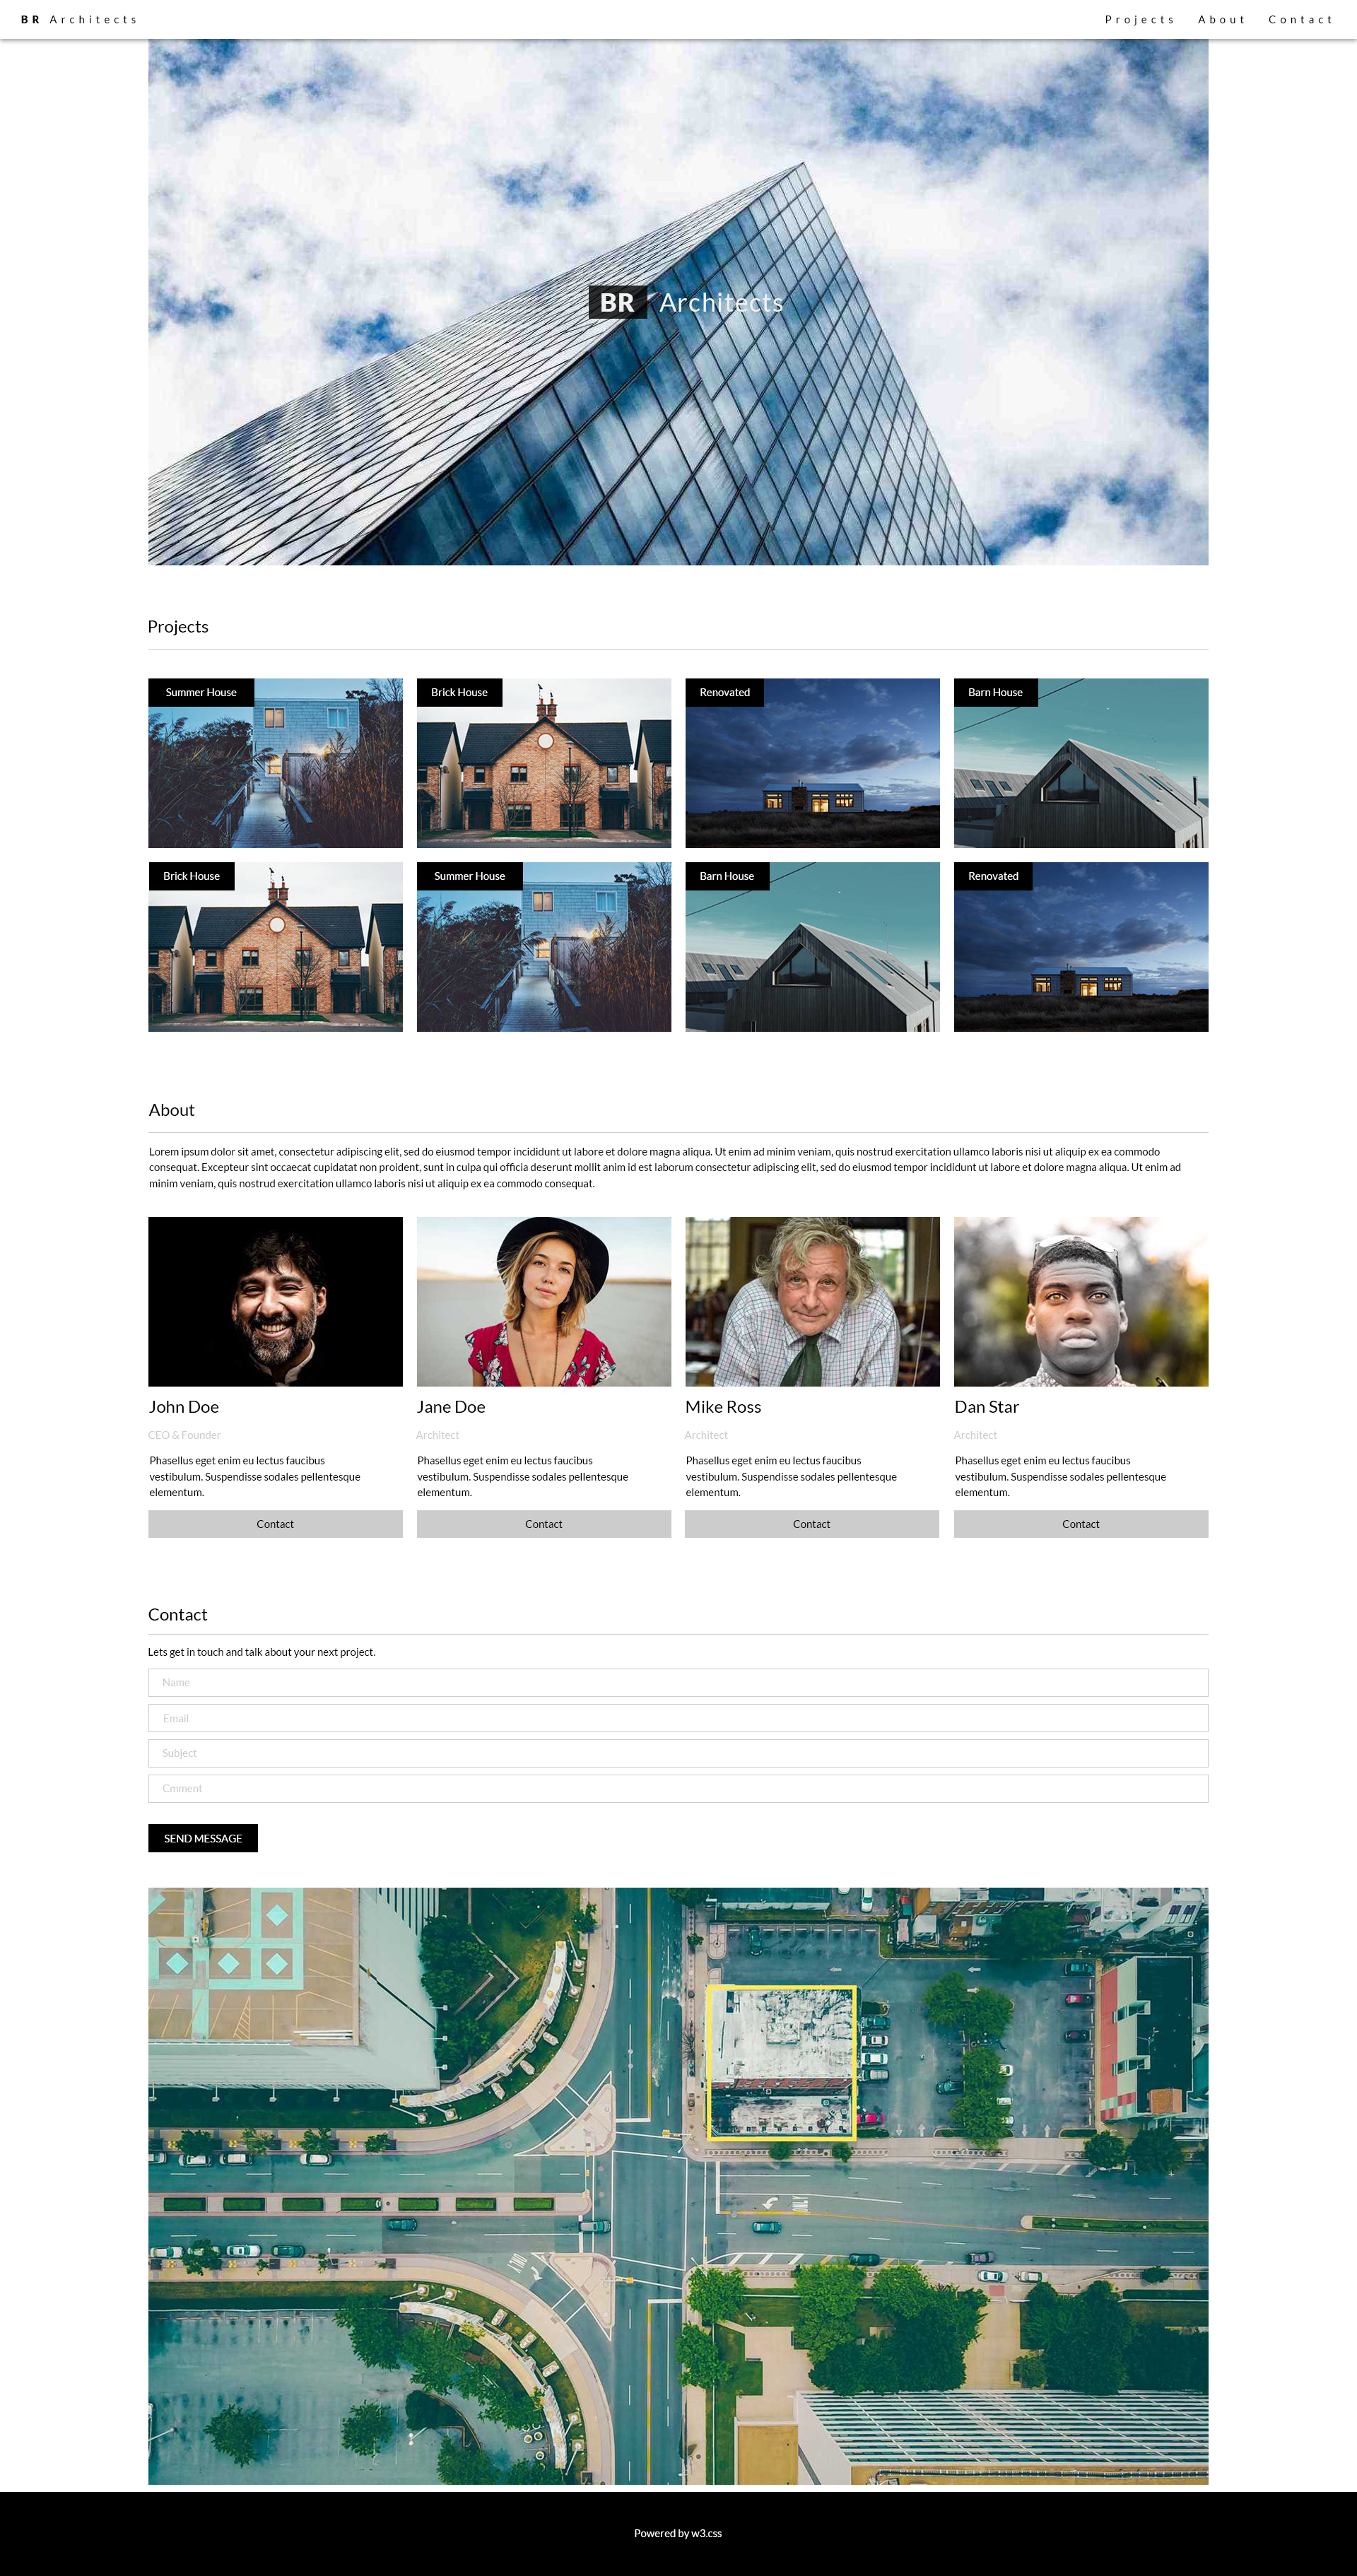 BR Architects
Projects About Contact
BR Architects
Projects
Summer House
Brick House
Renovated
Barn House
Brick House
Summer House
Barn House
Renovated
About
Lorem ipsum dolor sit amet, consectetur adipiscing elit, sed do eiusmod tempor incididunt ut labore et dolore magna aliqua. Ut enim ad minim veniam, quis nostrud exercitation ullamco laboris nisi ut aliquip ex ea commodo
consequat. Excepteur sint occaecat cupidatat non proident, sunt in culpa qui officia deserunt mollit anim id est laborum consectetur adipiscing elit, sed do eiusmod tempor incididunt ut labore et dolore magna aliqua. Ut enim ad
minim veniam, quis nostrud exercitation ullamco laboris nisi ut aliquip ex ea commodo consequat.
John Doe
CEO & Founder
Phasellus eget enim eu lectus faucibus
vestibulum. Suspendisse sodales pellentesque
elementum.
Contact
Jane Doe
Architect
Phasellus eget enim eu lectus faucibus
vestibulum. Suspendisse sodales pellentesque
elementum.
Contact
Mike Ross
Architect
Phasellus eget enim eu lectus faucibus
vestibulum. Suspendisse sodales pellentesque
elementum.
Contact
Dan Star
Architect
Phasellus eget enim eu lectus faucibus
vestibulum. Suspendisse sodales pellentesque
elementum.
Contact
Contact
Lets get in touch and talk about your next project.
Name
Email
Subject
Cmment
SEND MESSAGE
ONLY
ONLY
Powered by w3.css